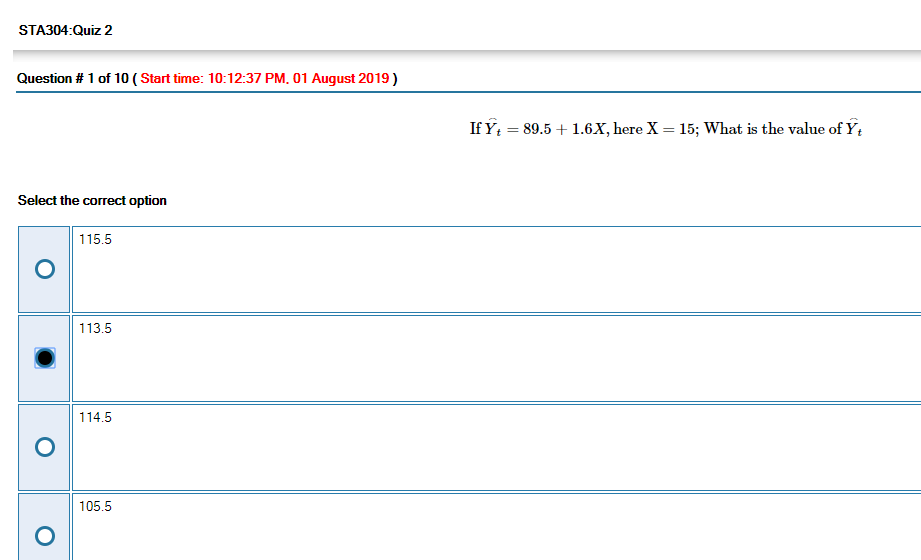 STA304:Quiz 2
Question # 1 of 10 ( Start time: 10:12:37 PM, 01 August 2019 )
If Ŷₜ = 89.5 + 1.6X, here X = 15; What is the value of Ŷₜ
Select the correct option
115.5
113.5
114.5
105.5